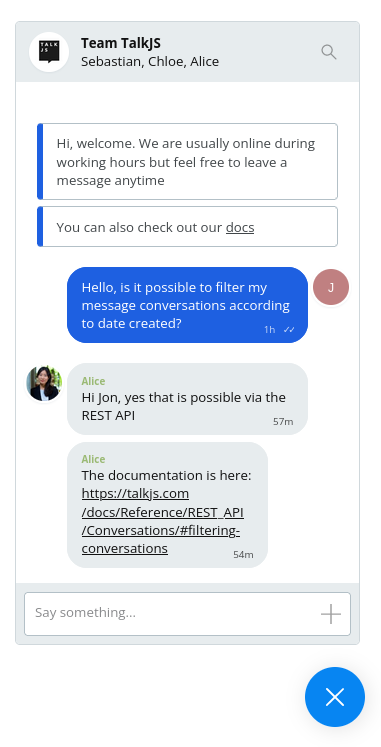 TALK
JS
Team TalkJS
Sebastian, Chloe, Alice
Hi, welcome. We are usually online during
working hours but feel free to leave a
message anytime
You can also check out our docs
Hello, is it possible to filter my
message conversations according
to date created?
1h
J
Alice
Hi Jon, yes that is possible via the
REST API
57m
Alice
The documentation is here:
https://talkjs.com
/docs/Reference/REST_API
/Conversations/#filtering-
conversations
54m
Say something...